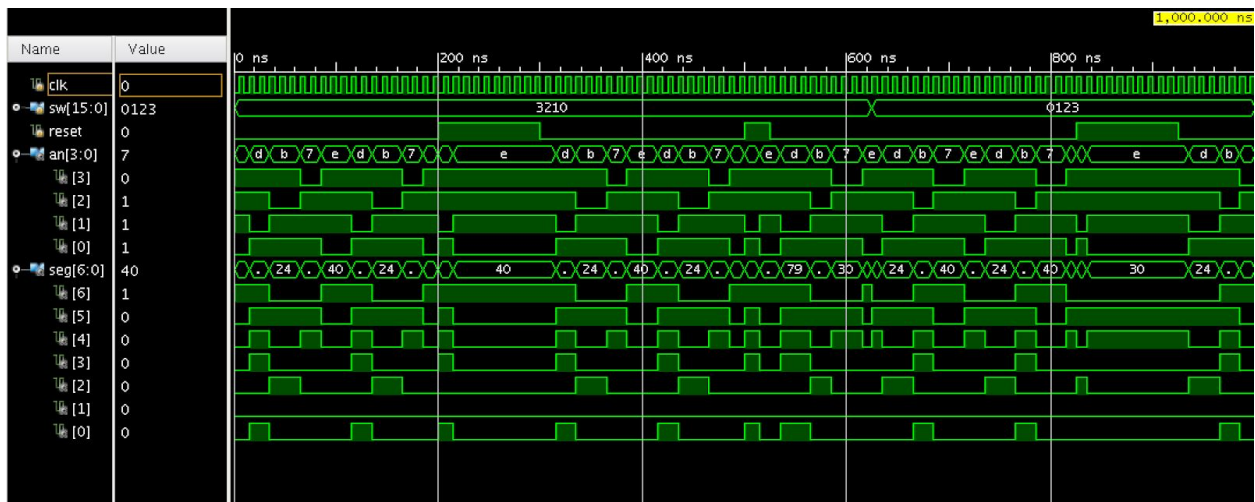 1,000.000 ns
Name Value 0 ns 200 ns 400 ns 600 ns 800 ns
clk 0
sw[15:0] 0123 3210 0123
reset 0
an[3:0] 7 d b 7 e d b 7 e d b 7 e d b 7 e d b 7 e d b 7 e d b 7 e d b
[3] 0
[2] 1
[1] 1
[0] 1
seg[6:0] 40 . 24 . 40 . 24 . 40 . 24 . 40 . 24 . . 79 . 30 24 . 40 . 24 . 40 30 24 .
[6] 1
[5] 0
[4] 0
[3] 0
[2] 0
[1] 0
[0] 0